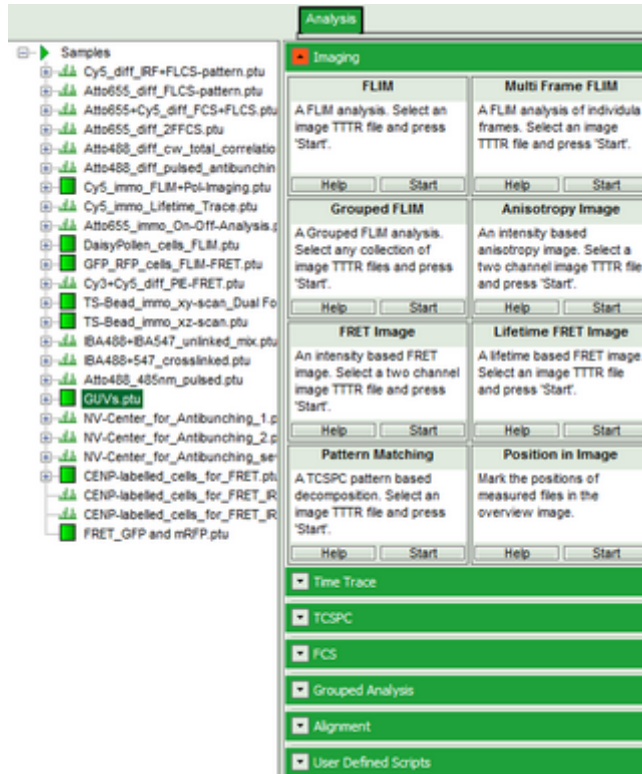 Analysis
Samples
Cy5_diff_IRF+FLCS-pattern.ptu
Atto655_diff_FLCS-pattern.ptu
Atto655+Cy5_diff_FCS+FLCS.ptu
Atto655_diff_2FFCS.ptu
Atto488_diff_cw_total_correlatio
Atto488_diff_pulsed_antibunchin
Cy5_immo_FLIM+Pol-Imaging.ptu
Cy5_immo_Lifetime_Trace.ptu
Atto655_immo_On-Off-Analysis.p
DaisyPollen_cells_FLIM.ptu
GFP_RFP_cells_FLIM-FRET.ptu
Cy3+Cy5_diff_PIE-FRET.ptu
TS-Bead_immo_xy-scan_Dual Fo
TS-Bead_immo_xz-scan.ptu
IBA488+IBA547_unlinked_mix.ptu
IBA488+547_crosslinked.ptu
Atto488_485nm_pulsed.ptu
GUVs.ptu
NV-Center_for_Antibunching_1.p
NV-Center_for_Antibunching_2.p
NV-Center_for_Antibunching_se
CENP-labelled_cells_for_FRET.ptu
CENP-labelled_cells_for_FRET_IR
CENP-labelled_cells_for_FRET_IR
FRET_GFP and mRFP.ptu
Imaging
FLIM
A FLIM analysis. Select an
image TTTR file and press
'Start'.
Help Start
Multi Frame FLIM
A FLIM analysis of individua
frames. Select an image
TTTR file and press 'Start'.
Help Start
Grouped FLIM
A Grouped FLIM analysis.
Select any collection of
image TTTR files and press
'Start'.
Help Start
Anisotropy Image
An intensity based
anisotropy image. Select a
two channel image TTTR file
and press 'Start'.
Help Start
FRET Image
An intensity based FRET
image. Select a two channel
image TTTR file and press
'Start'.
Help Start
Lifetime FRET Image
A lifetime based FRET image.
Select an image TTTR file
and press 'Start'.
Help Start
Pattern Matching
A TCSPC pattern based
decomposition. Select an
image TTTR file and press
'Start'.
Help Start
Position in Image
Mark the positions of
measured files in the
overview image.
Help Start
Time Trace
TCSPC
FCS
Grouped Analysis
Alignment
User Defined Scripts